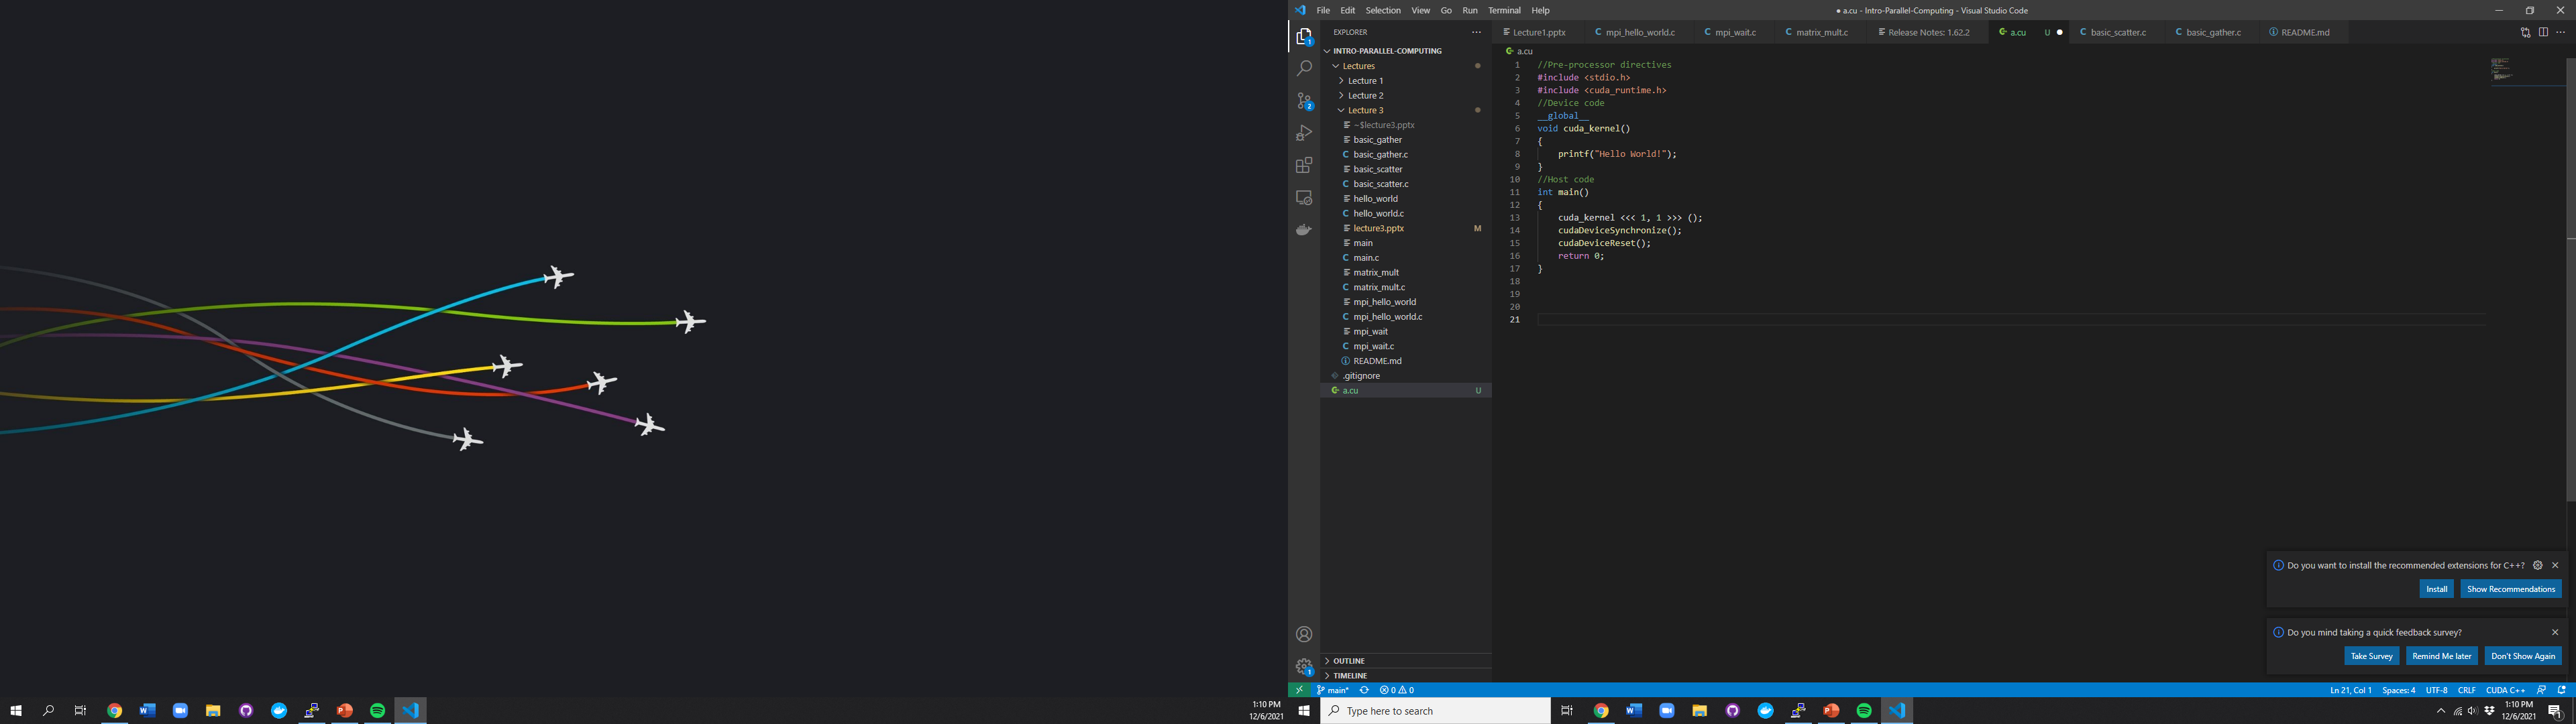 File Edit Selection View Go Run Terminal Help
● a.cu - Intro-Parallel-Computing - Visual Studio Code
EXPLORER
INTRO-PARALLEL-COMPUTING
Lectures
Lecture 1
Lecture 2
Lecture 3
~$lecture3.pptx
basic_gather
basic_gather.c
basic_scatter
basic_scatter.c
hello_world
hello_world.c
lecture3.pptx M
main
main.c
matrix_mult
matrix_mult.c
mpi_hello_world
mpi_hello_world.c
mpi_wait
mpi_wait.c
README.md
.gitignore
a.cu U
OUTLINE
TIMELINE
Lecture1.pptx mpi_hello_world.c mpi_wait.c matrix_mult.c Release Notes: 1.62.2 a.cu U basic_scatter.c basic_gather.c README.md
a.cu
1 //Pre-processor directives
2 #include <stdio.h>
3 #include <cuda_runtime.h>
4 //Device code
5 __global__
6 void cuda_kernel()
7 {
8 printf("Hello World!");
9 }
10 //Host code
11 int main()
12 {
13 cuda_kernel <<< 1, 1 >>> ();
14 cudaDeviceSynchronize();
15 cudaDeviceReset();
16 return 0;
17 }
18
19
20
21
Do you want to install the recommended extensions for C++?
Install Show Recommendations
Do you mind taking a quick feedback survey?
Take Survey Remind Me later Don't Show Again
main* 0 0
Ln 21, Col 1 Spaces: 4 UTF-8 CRLF CUDA C++
1:10 PM
12/6/2021
Type here to search
1:10 PM
12/6/2021